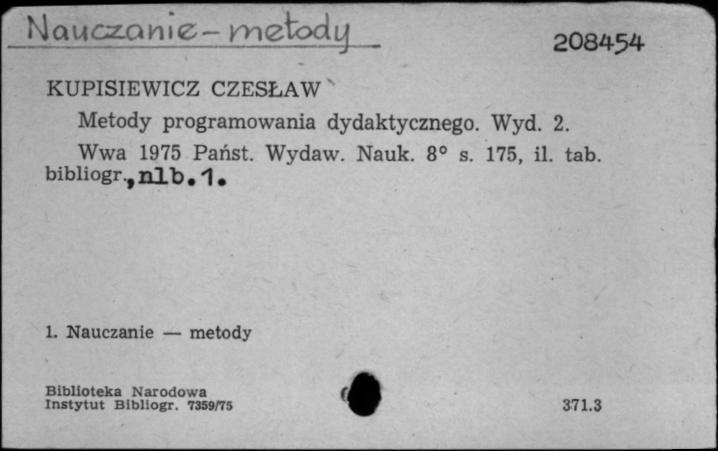 Nauczanie – metody
208454
KUPISIEWICZ CZESŁAW
Metody programowania dydaktycznego. Wyd. 2.
Wwa 1975 Państ. Wydaw. Nauk. 8° s. 175, il. tab.
bibliogr., nlb. 1.
1. Nauczanie — metody
Biblioteka Narodowa
Instytut Bibliogr. 7359/75
371.3